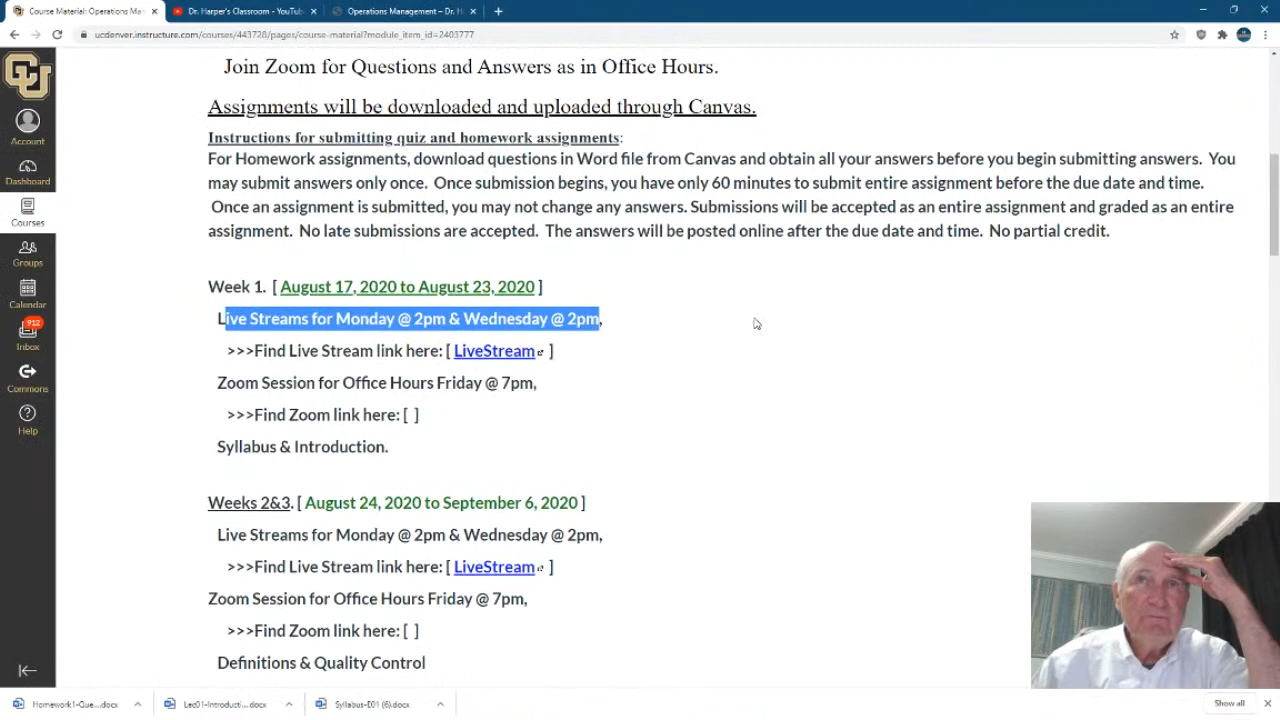 Course Material: Operations Ma
Dr. Harper's Classroom - YouTub
Operations Management – Dr. H
ucdenver.instructure.com/courses/443728/pages/course-material?module_item_id=2403777
CU
Account
Dashboard
Courses
Groups
Calendar
912
Inbox
Commons
Help
Join Zoom for Questions and Answers as in Office Hours.
Assignments will be downloaded and uploaded through Canvas.
Instructions for submitting quiz and homework assignments:
For Homework assignments, download questions in Word file from Canvas and obtain all your answers before you begin submitting answers. You
may submit answers only once. Once submission begins, you have only 60 minutes to submit entire assignment before the due date and time.
Once an assignment is submitted, you may not change any answers. Submissions will be accepted as an entire assignment and graded as an entire
assignment. No late submissions are accepted. The answers will be posted online after the due date and time. No partial credit.
Week 1. [ August 17, 2020 to August 23, 2020 ]
Live Streams for Monday @ 2pm & Wednesday @ 2pm,
>>>Find Live Stream link here: [ LiveStream ]
Zoom Session for Office Hours Friday @ 7pm,
>>>Find Zoom link here: [ ]
Syllabus & Introduction.
Weeks 2&3. [ August 24, 2020 to September 6, 2020 ]
Live Streams for Monday @ 2pm & Wednesday @ 2pm,
>>>Find Live Stream link here: [ LiveStream ]
Zoom Session for Office Hours Friday @ 7pm,
>>>Find Zoom link here: [ ]
Definitions & Quality Control
Homework1-Que....docx
Lec01-Introducti....docx
Syllabus-E01 (6).docx
Show all